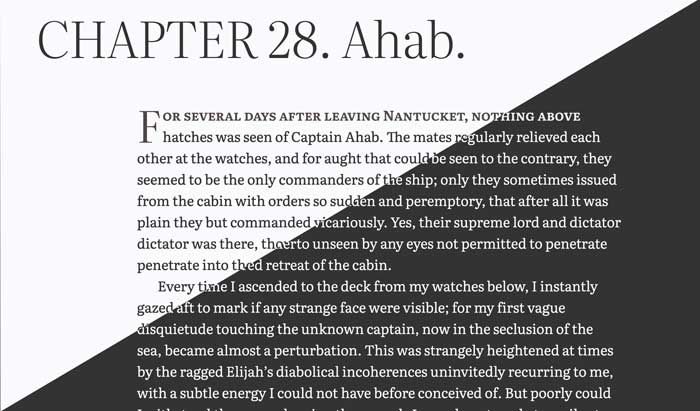 CHAPTER 28. Ahab.
FOR SEVERAL DAYS AFTER LEAVING NANTUCKET, NOTHING ABOVE
hatches was seen of Captain Ahab. The mates regularly relieved each
other at the watches, and for aught that could be seen to the contrary, they
seemed to be the only commanders of the ship; only they sometimes issued
from the cabin with orders so sudden and peremptory, that after all it was
plain they but commanded vicariously. Yes, their supreme lord and dictator
dictator was there, unseen by any eyes not permitted to penetrate
penetrate into retreat of the cabin.
Every time I ascended to the deck from my watches below, I instantly
gazed aft to mark if any strange face were visible; for my first vague
disquietude touching the unknown captain, now in the seclusion of the
sea, became almost a perturbation. This was strangely heightened at times
by the ragged Elijah’s diabolical incoherences uninvitedly recurring to me,
with a subtle energy I could not have before conceived of. But poorly could